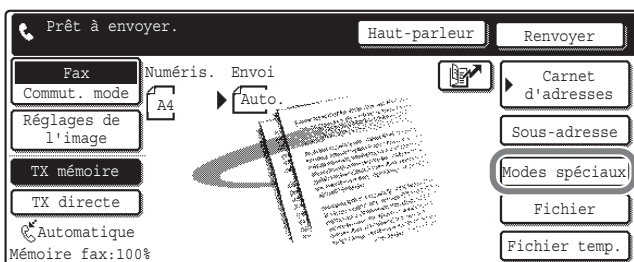 Prêt à envoyer.
Haut-parleur
Renvoyer
Fax
Commut. mode
Numéris.
Envoi
A4
Auto.
Carnet
d'adresses
Réglages de
l'image
Sous-adresse
TX mémoire
Modes spéciaux
TX directe
Fichier
Automatique
Mémoire fax:100%
Fichier temp.